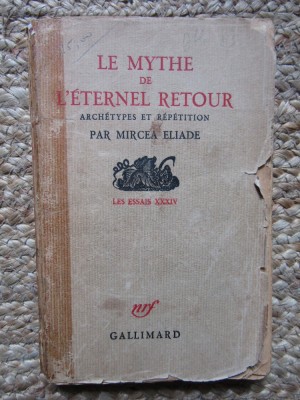 LE MYTHE
DE
L'ÉTERNEL RETOUR
ARCHÉTYPES ET RÉPÉTITION
PAR MIRCEA ELIADE
LES ESSAIS XXXIV
nrf
GALLIMARD